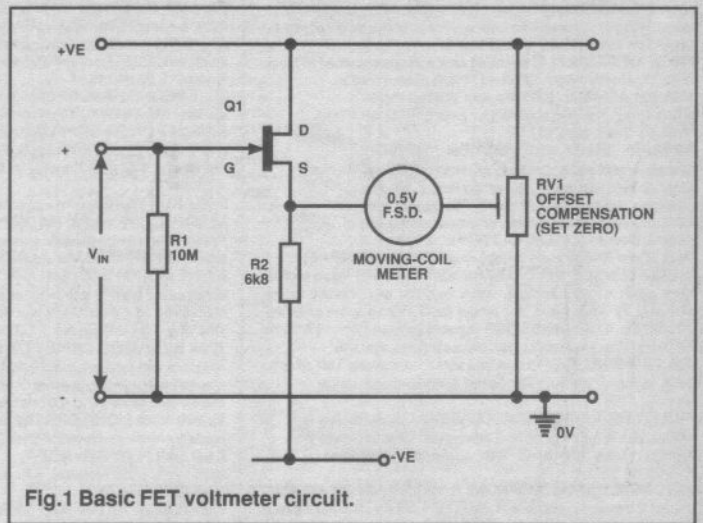 +VE
Q1
D
+
G
S
0.5V
F.S.D.
RV1
OFFSET
COMPENSATION
(SET ZERO)
R1
10M
VIN
MOVING-COIL
METER
R2
6k8
-
0V
-VE
Fig.1 Basic FET voltmeter circuit.